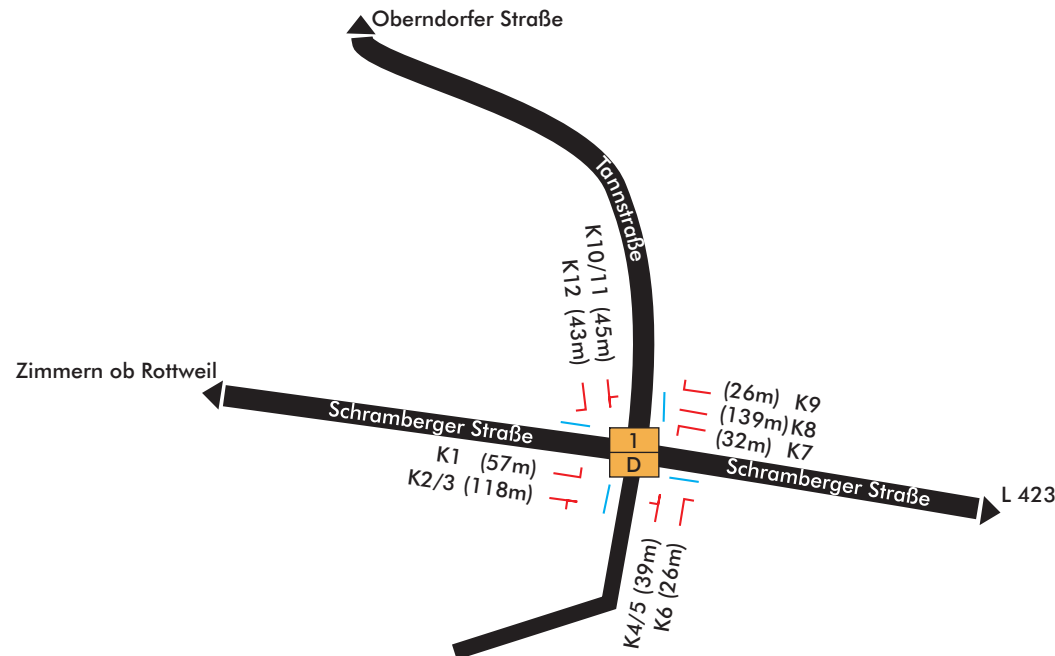 Oberndorfer Straße
Tannstraße
K10/11 (45m)
K12 (43m)
Zimmern ob Rottweil
Schramberger Straße
(26m) K9
(139m) K8
(32m) K7
1
D
K1 (57m)
K2/3 (118m)
Schramberger Straße
L 423
K4/5 (39m)
K6 (26m)